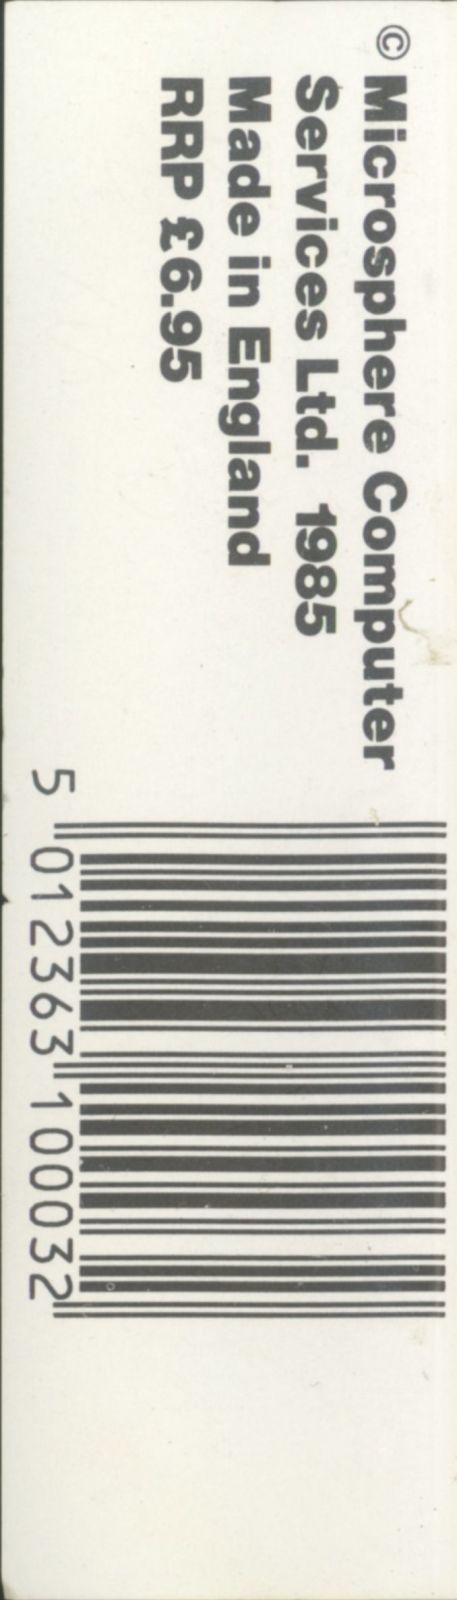 © Microsphere Computer
Services Ltd. 1985
Made in England
RRP £6.95
5 012363 100032